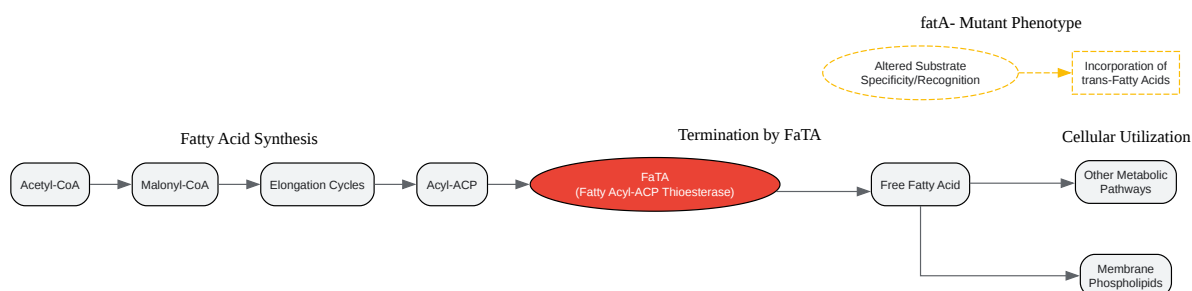 fatA- Mutant Phenotype
Altered Substrate
Specificity/Recognition
Incorporation of
trans-Fatty Acids
Fatty Acid Synthesis
Termination by FaTA
Cellular Utilization
Acetyl-CoA
Malonyl-CoA
Elongation Cycles
Acyl-ACP
FaTA
(Fatty Acyl-ACP Thioesterase)
Free Fatty Acid
Other Metabolic
Pathways
Membrane
Phospholipids